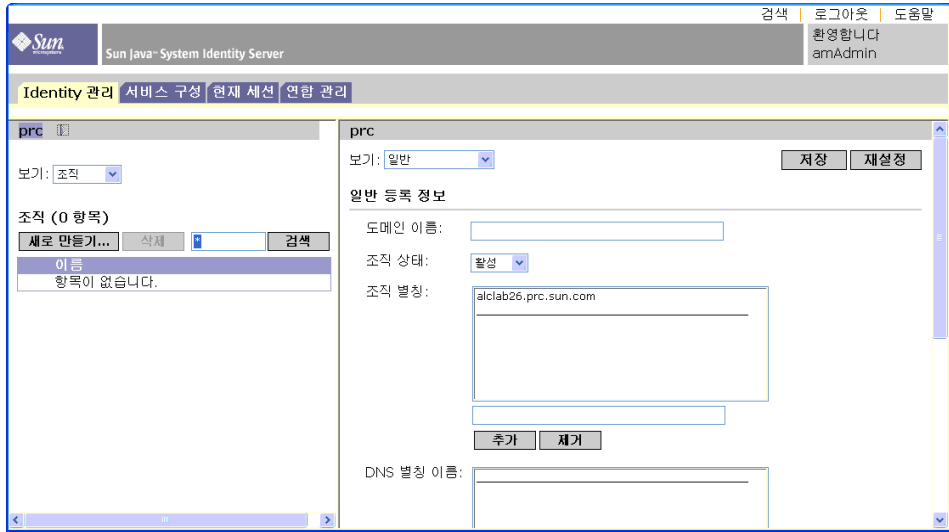 검색 | 로그아웃 | 도움말
Sun
microsystems
Sun Java™ System Identity Server
환영합니다
amAdmin
Identity 관리 서비스 구성 현재 세션 연합 관리
prc
보기: 조직
조직 (0 항목)
새로 만들기... 삭제 * 검색
이름
항목이 없습니다.
prc
보기: 일반 저장 재설정
일반 등록 정보
도메인 이름:
조직 상태: 활성
조직 별칭:
alclab26.prc.sun.com
추가 제거
DNS 별칭 이름: